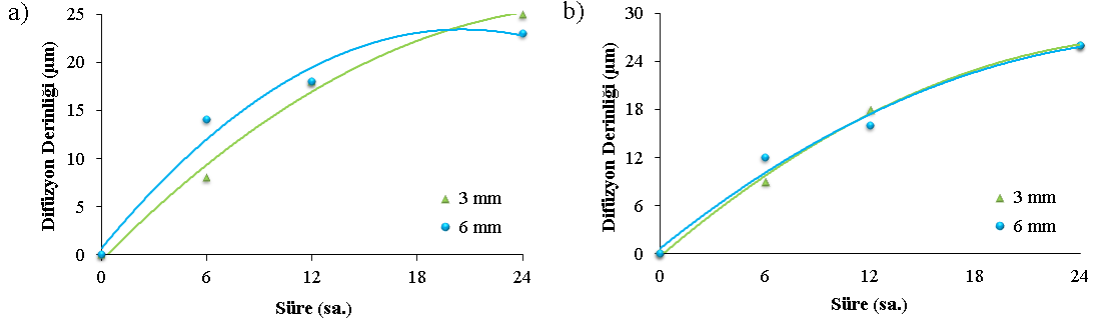 a)
Difüzyon Derinliği (µm)
25
20
15
10
5
0
0 6 12 18 24
Süre (sa.)
3 mm
6 mm
b)
Difüzyon Derinliği (µm)
30
24
18
12
6
0
0 6 12 18 24
Süre (sa.)
3 mm
6 mm